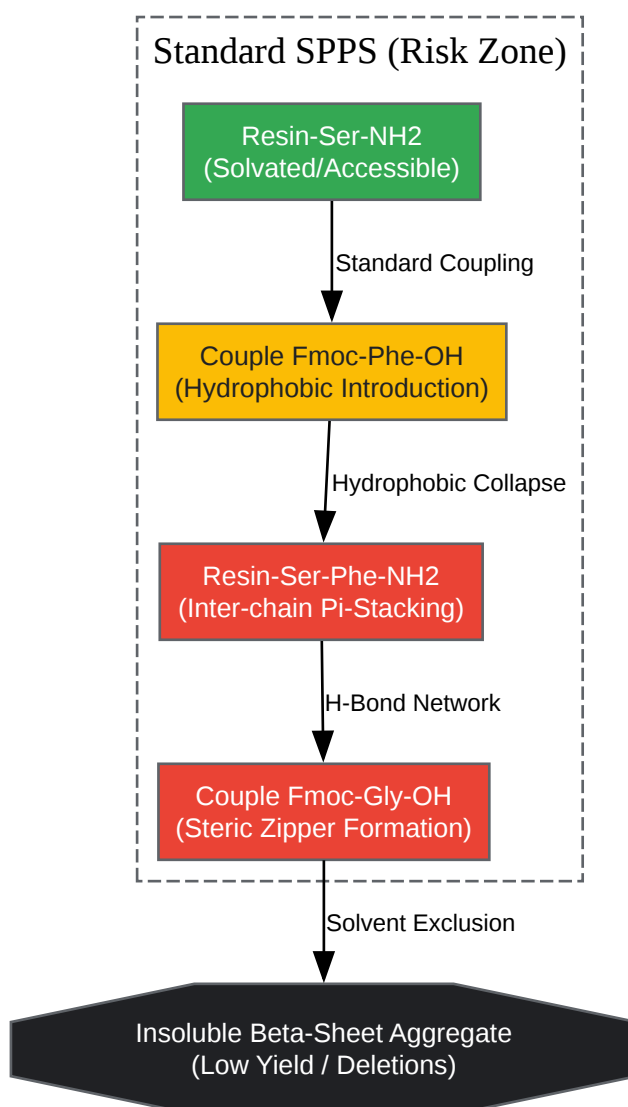 Standard SPPS (Risk Zone)
Resin-Ser-NH2
(Solvated/Accessible)
Standard Coupling
Couple Fmoc-Phe-OH
(Hydrophobic Introduction)
Hydrophobic Collapse
Resin-Ser-Phe-NH2
(Inter-chain Pi-Stacking)
H-Bond Network
Couple Fmoc-Gly-OH
(Steric Zipper Formation)
Solvent Exclusion
Insoluble Beta-Sheet Aggregate
(Low Yield / Deletions)